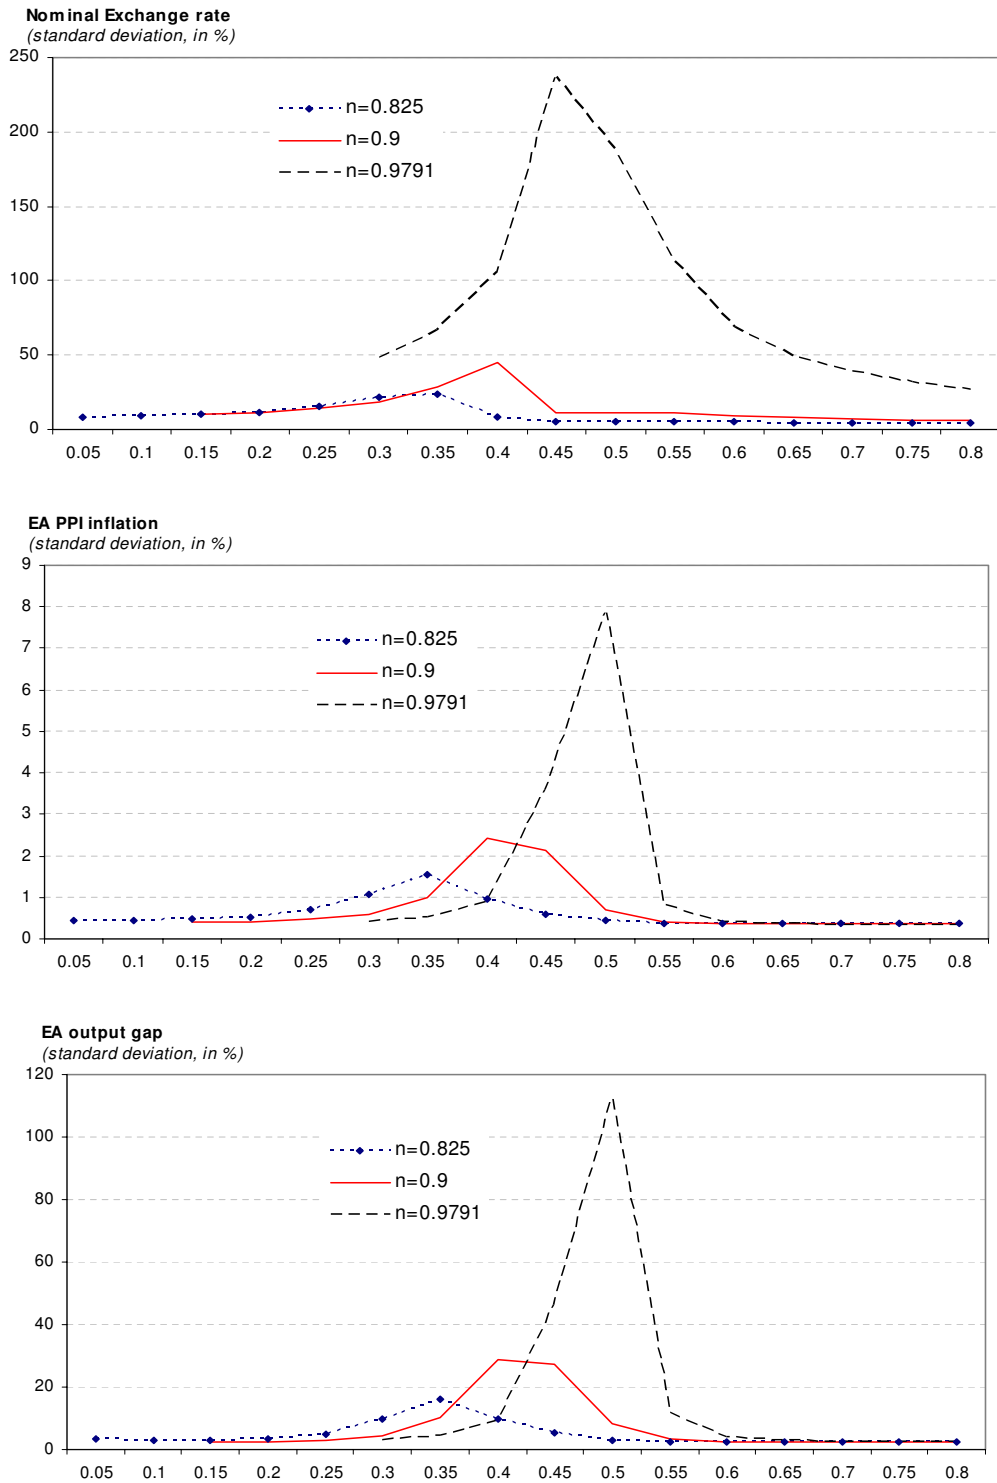 Nominal Exchange rate
(standard deviation, in %)
250
200
150
100
50
0
n=0.825
n=0.9
n=0.9791
0.05 0.1 0.15 0.2 0.25 0.3 0.35 0.4 0.45 0.5 0.55 0.6 0.65 0.7 0.75 0.8
EA PPI inflation
(standard deviation, in %)
9
8
7
6
5
4
3
2
1
0
n=0.825
n=0.9
n=0.9791
0.05 0.1 0.15 0.2 0.25 0.3 0.35 0.4 0.45 0.5 0.55 0.6 0.65 0.7 0.75 0.8
EA output gap
(standard deviation, in %)
120
100
80
60
40
20
0
n=0.825
n=0.9
n=0.9791
0.05 0.1 0.15 0.2 0.25 0.3 0.35 0.4 0.45 0.5 0.55 0.6 0.65 0.7 0.75 0.8